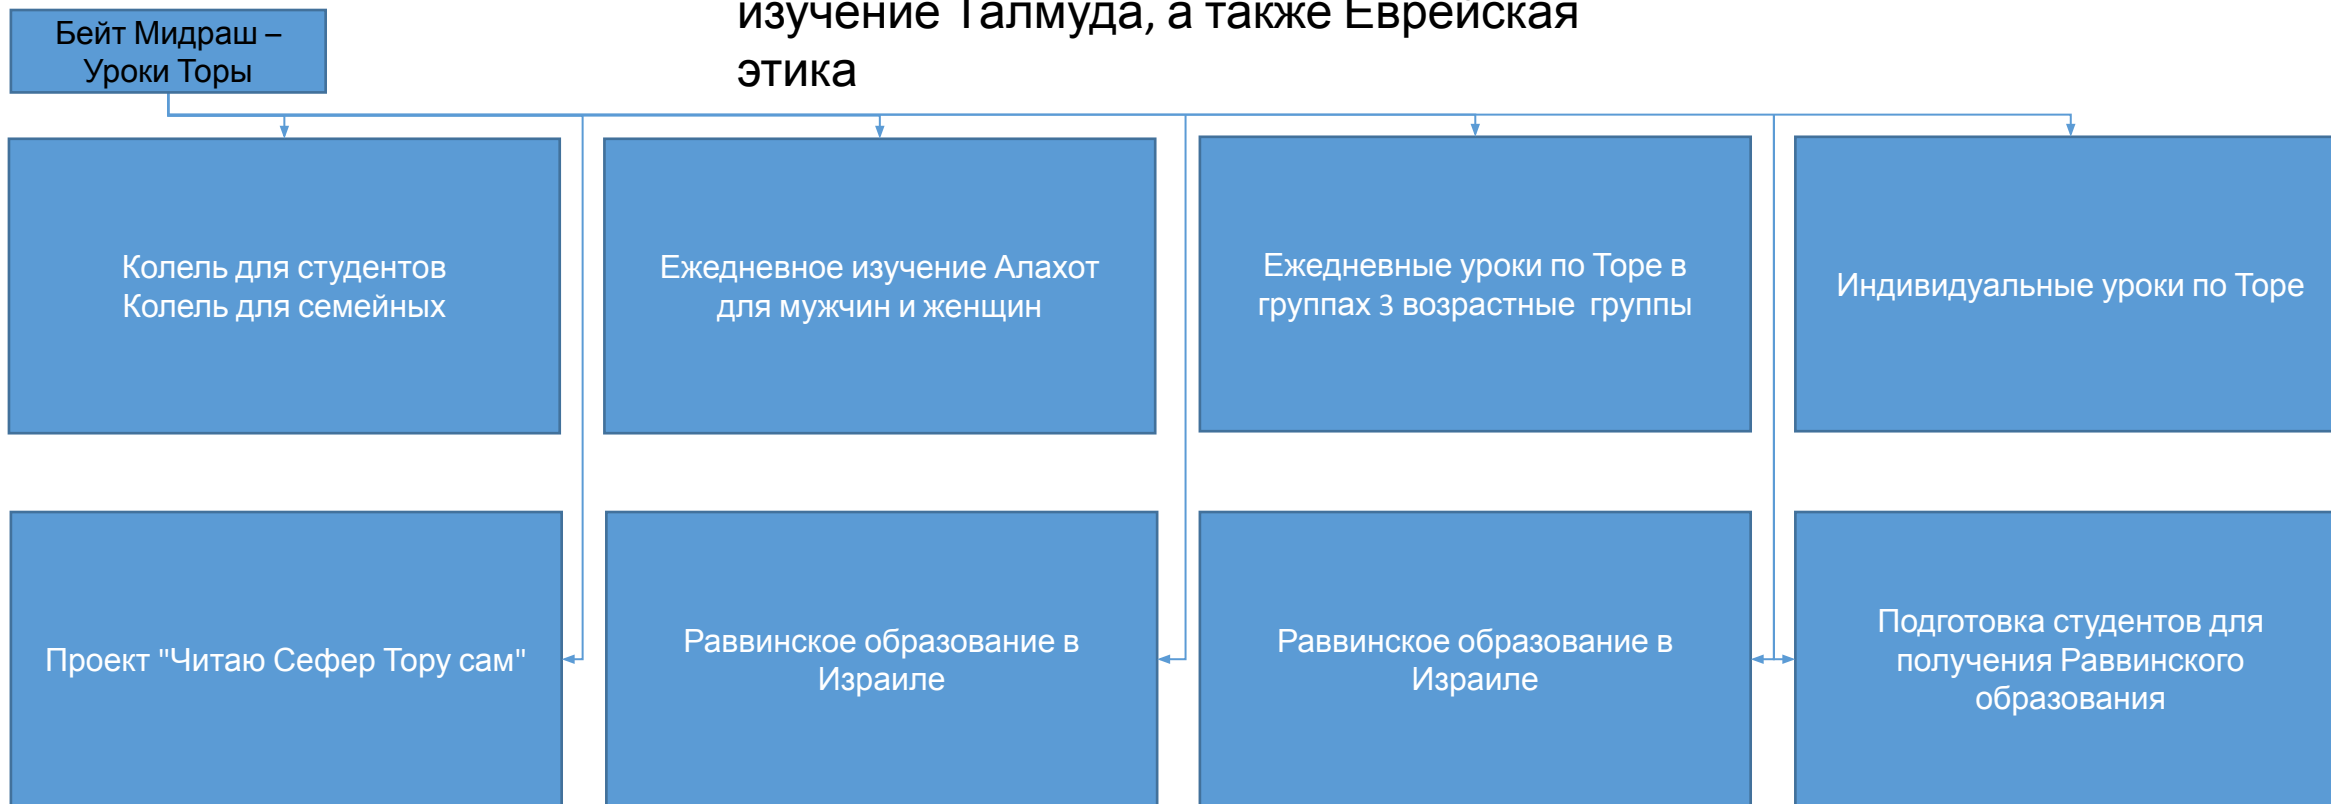 изучение Талмуда, а также Еврейская
этика
Бейт Мидраш –
Уроки Торы
Колель для студентов
Колель для семейных
Ежедневное изучение Алахот
для мужчин и женщин
Ежедневные уроки по Торе в
группах 3 возрастные  группы
Индивидуальные уроки по Торе
Проект "Читаю Сефер Тору сам"
Раввинское образование в
Израиле
Раввинское образование в
Израиле
Подготовка студентов для
получения Раввинского
образования